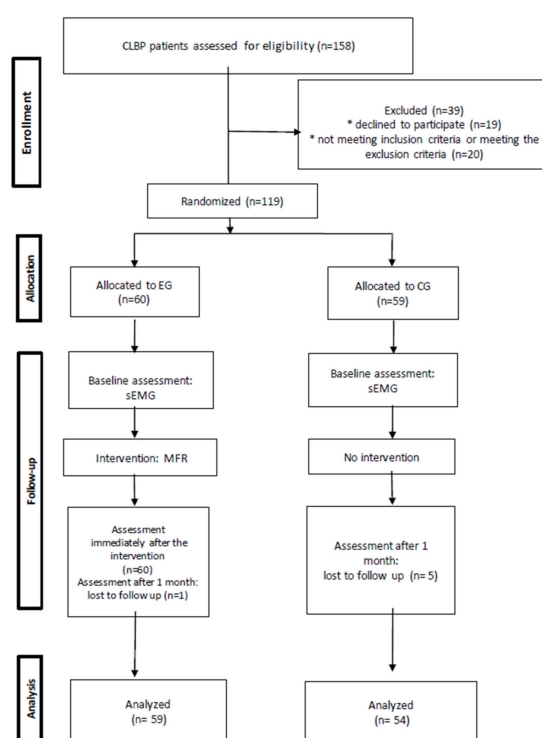 CLBP patients assessed for eligibility (n=158)
Enrollment
Excluded (n=39)
* declined to participate (n=19)
* not meeting inclusion criteria or meeting the
exclusion criteria (n=20)
Randomized (n=119)
Allocation
Allocated to EG
(n=60)
Allocated to CG
(n=59)
Follow-up
Baseline assessment:
sEMG
Baseline assessment:
sEMG
Intervention: MFR
No intervention
Assessment
immediately after the
intervention
(n=60)
Assessment after 1 month:
lost to follow up (n=1)
Assessment after 1
month:
lost to follow up (n= 5)
Analysis
Analyzed
(n= 59)
Analyzed
(n= 54)